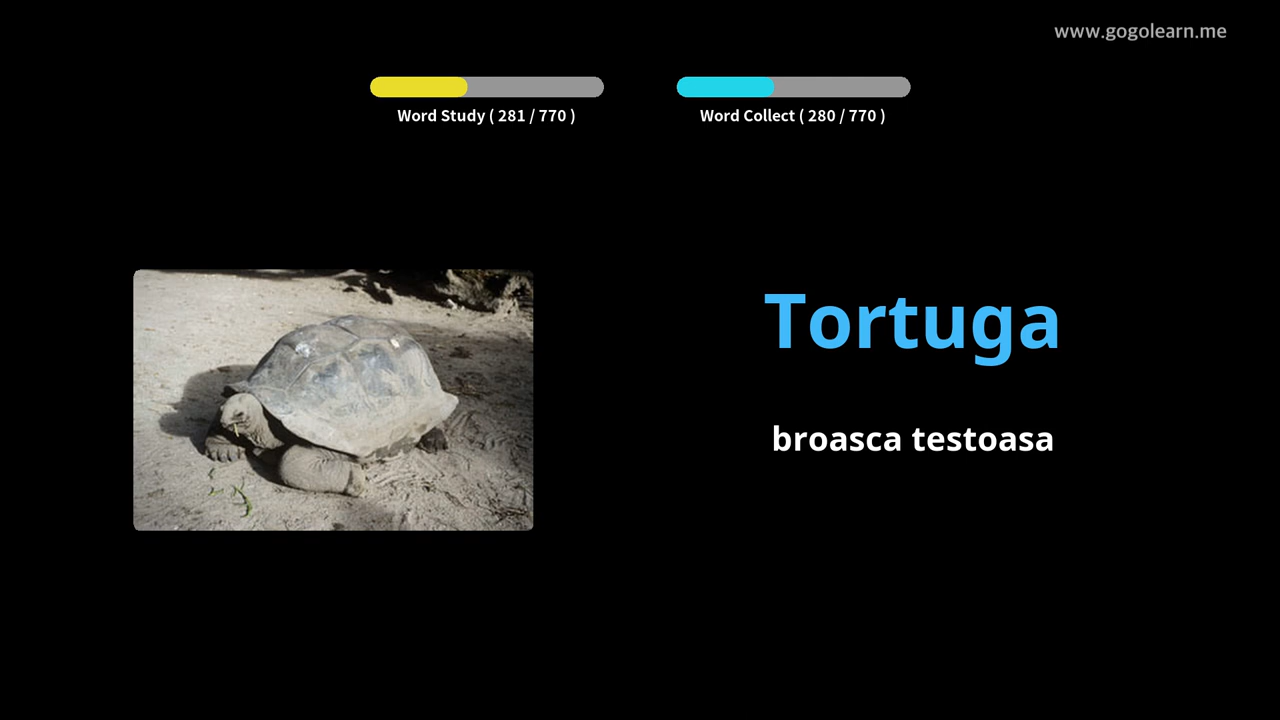 www.gogolearn.me
Word Study ( 281 / 770 )
Word Collect ( 280 / 770 )
Tortuga
broasca testoasa